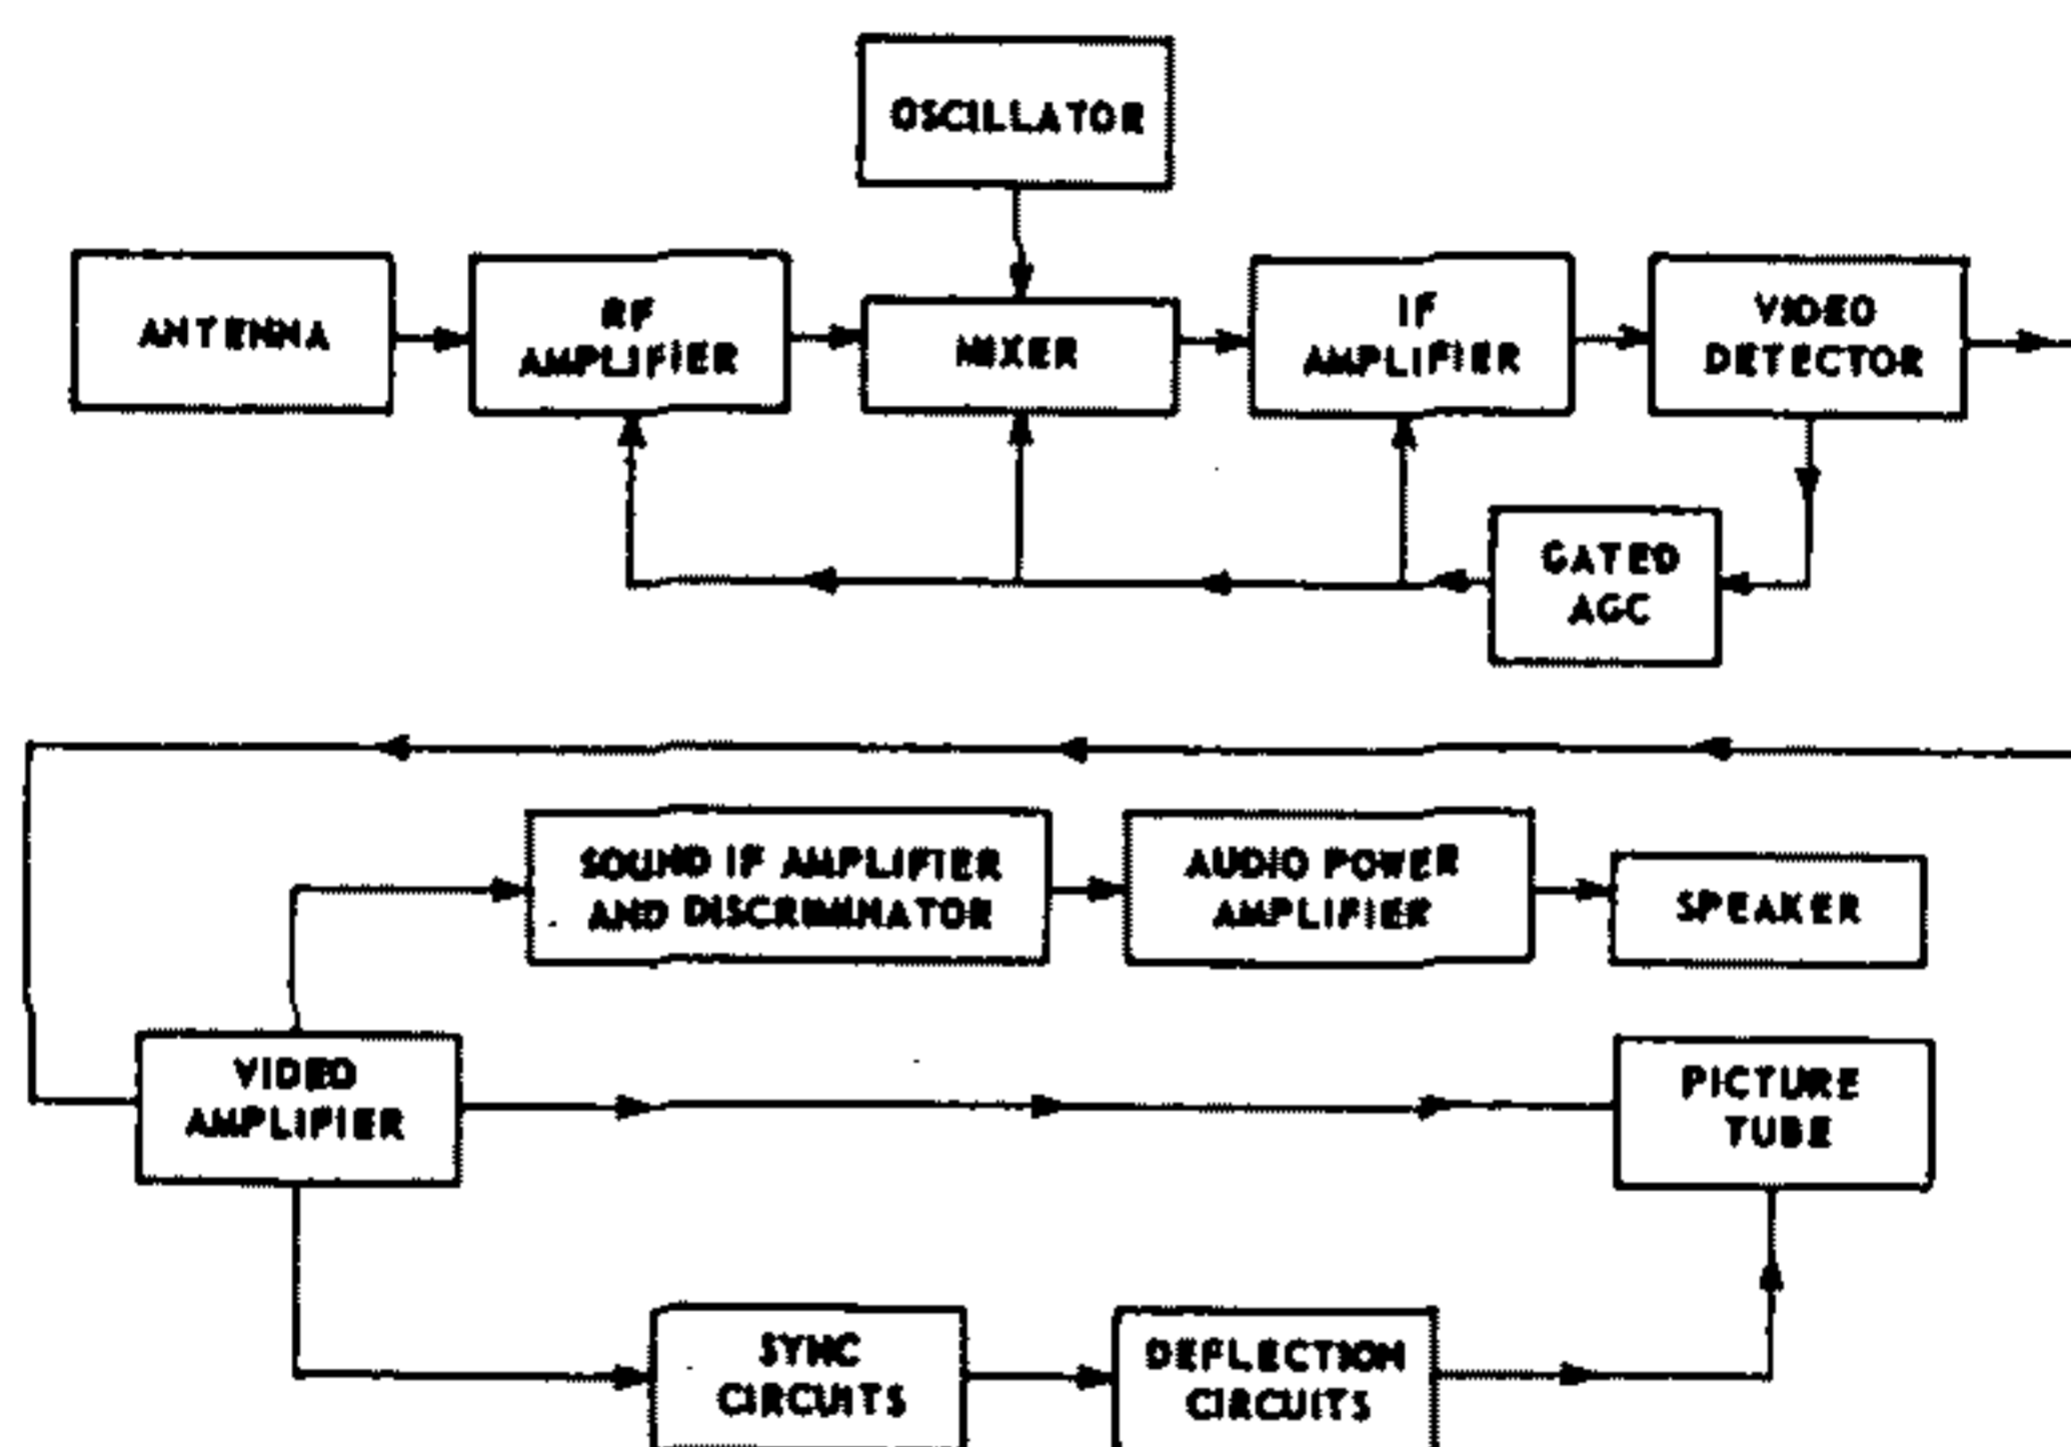 OSCILLATOR
ANTENNA
RF
AMPLIFIER
MIXER
IF
AMPLIFIER
VIDEO
DETECTOR
GATED
AGC
SOUND IF AMPLIFIER
AND DISCRIMINATOR
AUDIO POWER
AMPLIFIER
SPEAKER
VIDEO
AMPLIFIER
PICTURE
TUBE
SYNC
CIRCUITS
DEFLECTION
CIRCUITS